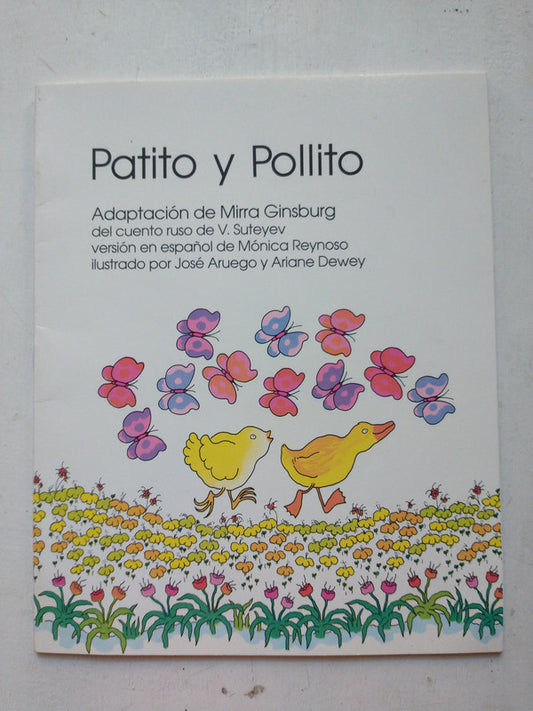 Patito y Pollito
Adaptación de Mirra Ginsburg
del cuento ruso de V. Suteyev
versión en español de Mónica Reynoso
ilustrado por José Aruego y Ariane Dewey